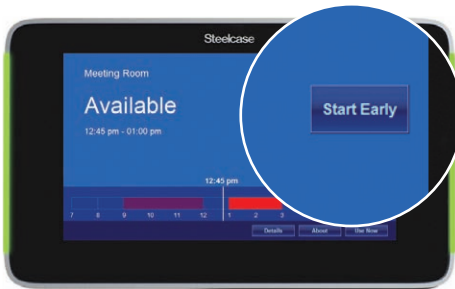 Steelcase
Meeting Room
Available
Start Early
12:45 pm - 01:00 pm
12:45 pm
7 8 9 10 11 12 1 2 3
Details About Use Now